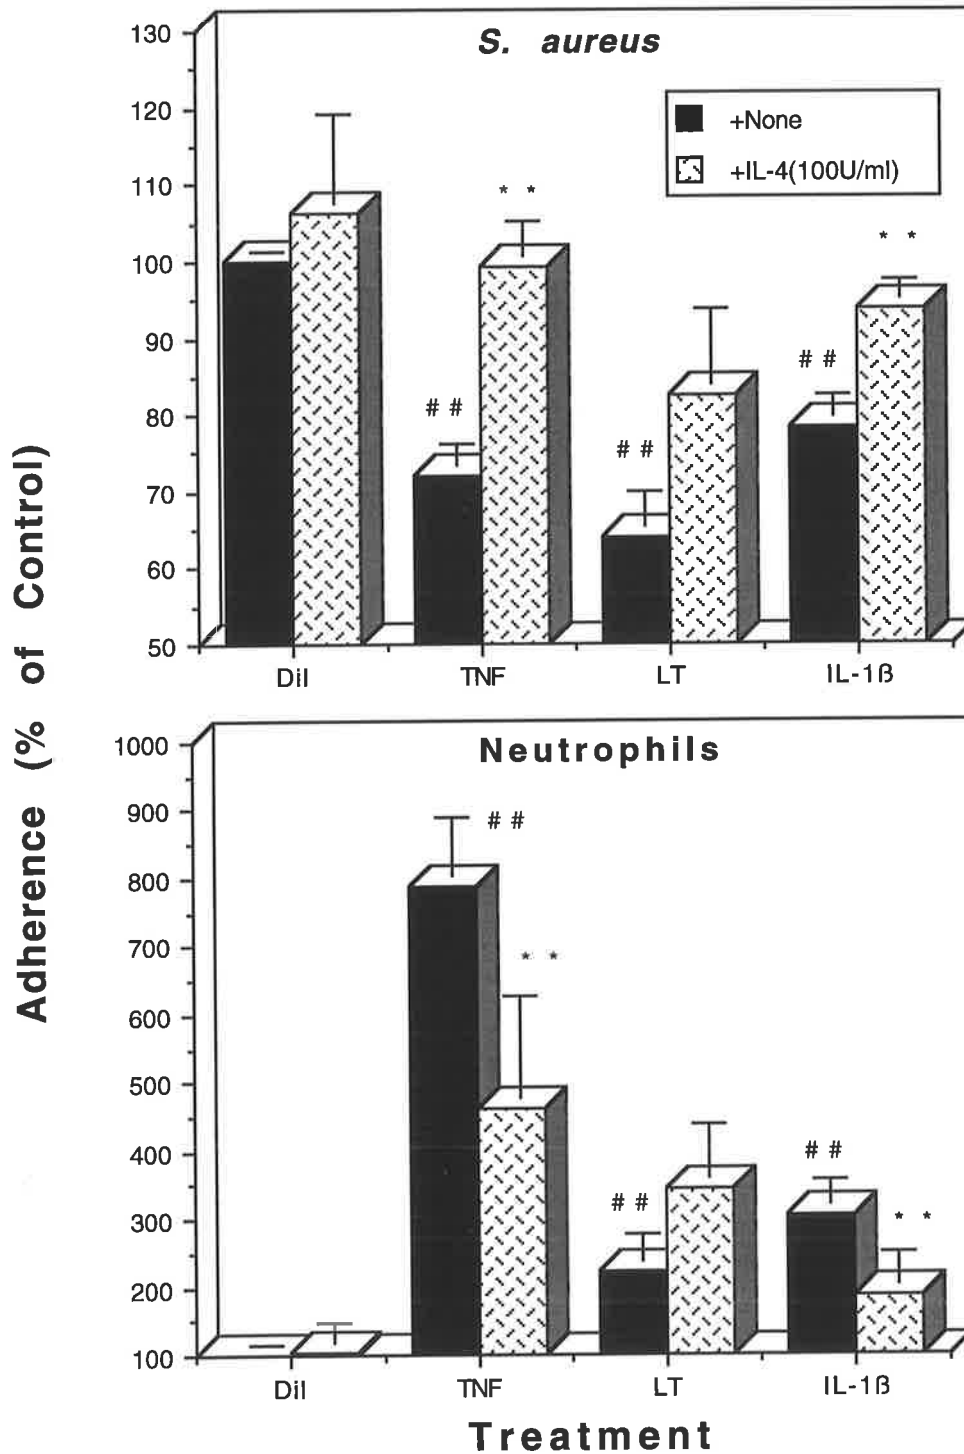 Adherence (% of Control)
S. aureus
+None
+IL-4(100U/ml)
130
120
110
100
90
80
70
60
50
* *
* *
# #
# #
# #
Dil
TNF
LT
IL-1ß
Neutrophils
1000
900
800
700
600
500
400
300
200
100
# #
* *
# #
# #
* *
Dil
TNF
LT
IL-1ß
Treatment